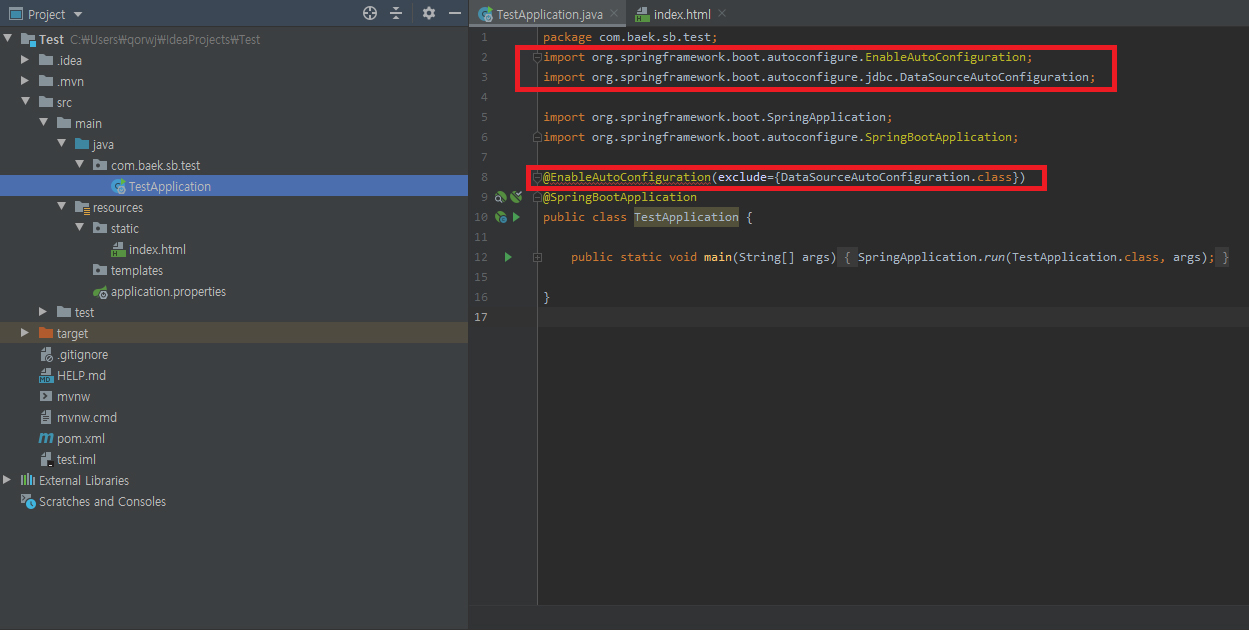 Project
Test C:￦Users￦qorwj￦IdeaProjects￦Test
.idea
.mvn
src
main
java
com.baek.sb.test
TestApplication
resources
static
index.html
templates
application.properties
test
target
.gitignore
HELP.md
mvnw
mvnw.cmd
pom.xml
test.iml
External Libraries
Scratches and Consoles
TestApplication.java index.html
1 package com.baek.sb.test;
2 import org.springframework.boot.autoconfigure.EnableAutoConfiguration;
3 import org.springframework.boot.autoconfigure.jdbc.DataSourceAutoConfiguration;
4
5 import org.springframework.boot.SpringApplication;
6 import org.springframework.boot.autoconfigure.SpringBootApplication;
7
8 @EnableAutoConfiguration(exclude={DataSourceAutoConfiguration.class})
9 @SpringBootApplication
10 public class TestApplication {
11
12 public static void main(String[] args) { SpringApplication.run(TestApplication.class, args); }
15
16 }
17